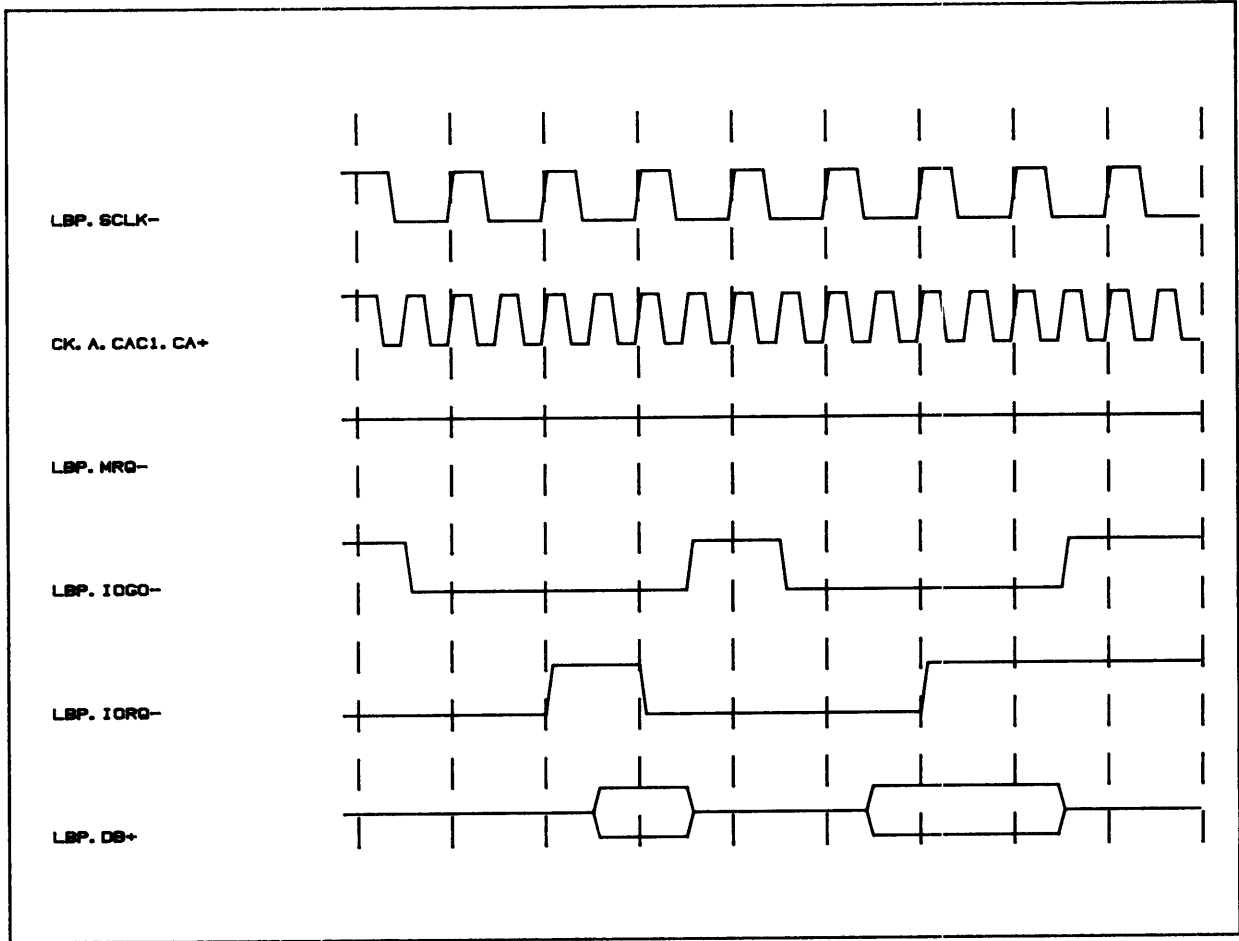 LBP.SCLK-
CK.A.CAC1.CA+
LBP.MRQ-
LBP.IOGO-
LBP.IORQ-
LBP.DB+